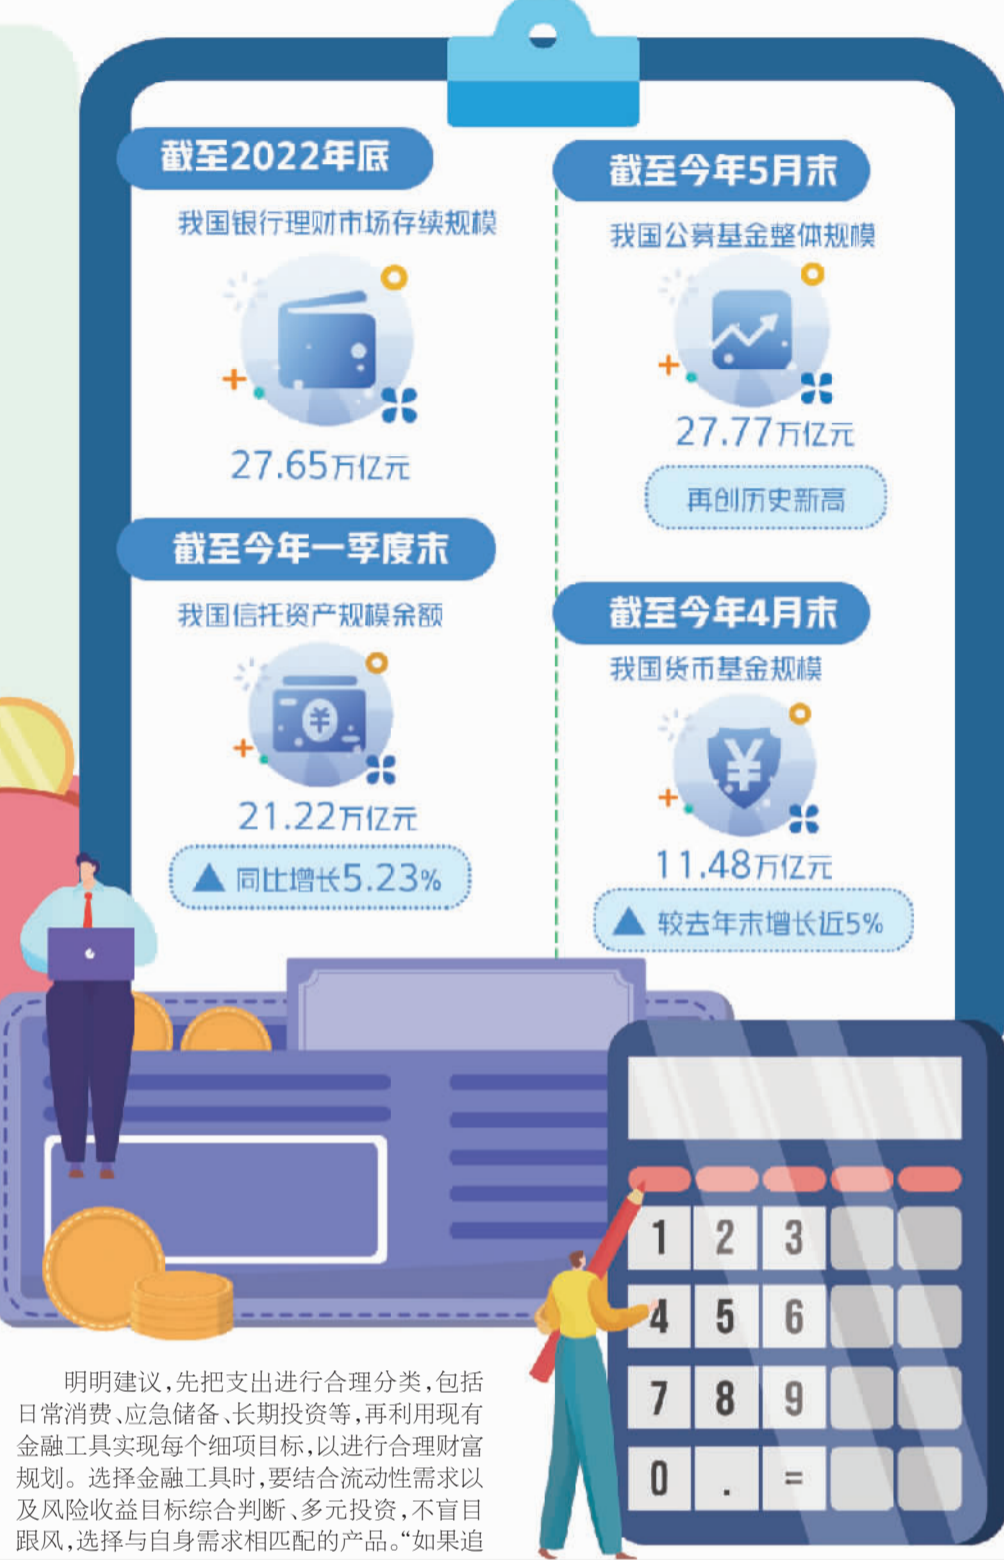 截至2022年底
我国银行理财市场存续规模
27.65万亿元
截至今年一季度末
我国信托资产规模余额
¥
21.22万亿元
▲ 同比增长5.23%
截至今年5月末
我国公募基金整体规模
27.77万亿元
再创历史新高
截至今年4月末
我国货币基金规模
¥
11.48万亿元
▲ 较去年末增长近5%
1 2 3
4 5 6
7 8 9
0 . =
明明建议,先把支出进行合理分类,包括
日常消费、应急储备、长期投资等,再利用现有
金融工具实现每个细项目标,以进行合理财富
规划。选择金融工具时,要结合流动性需求以
及风险收益目标综合判断、多元投资,不盲目
跟风,选择与自身需求相匹配的产品。“如果追